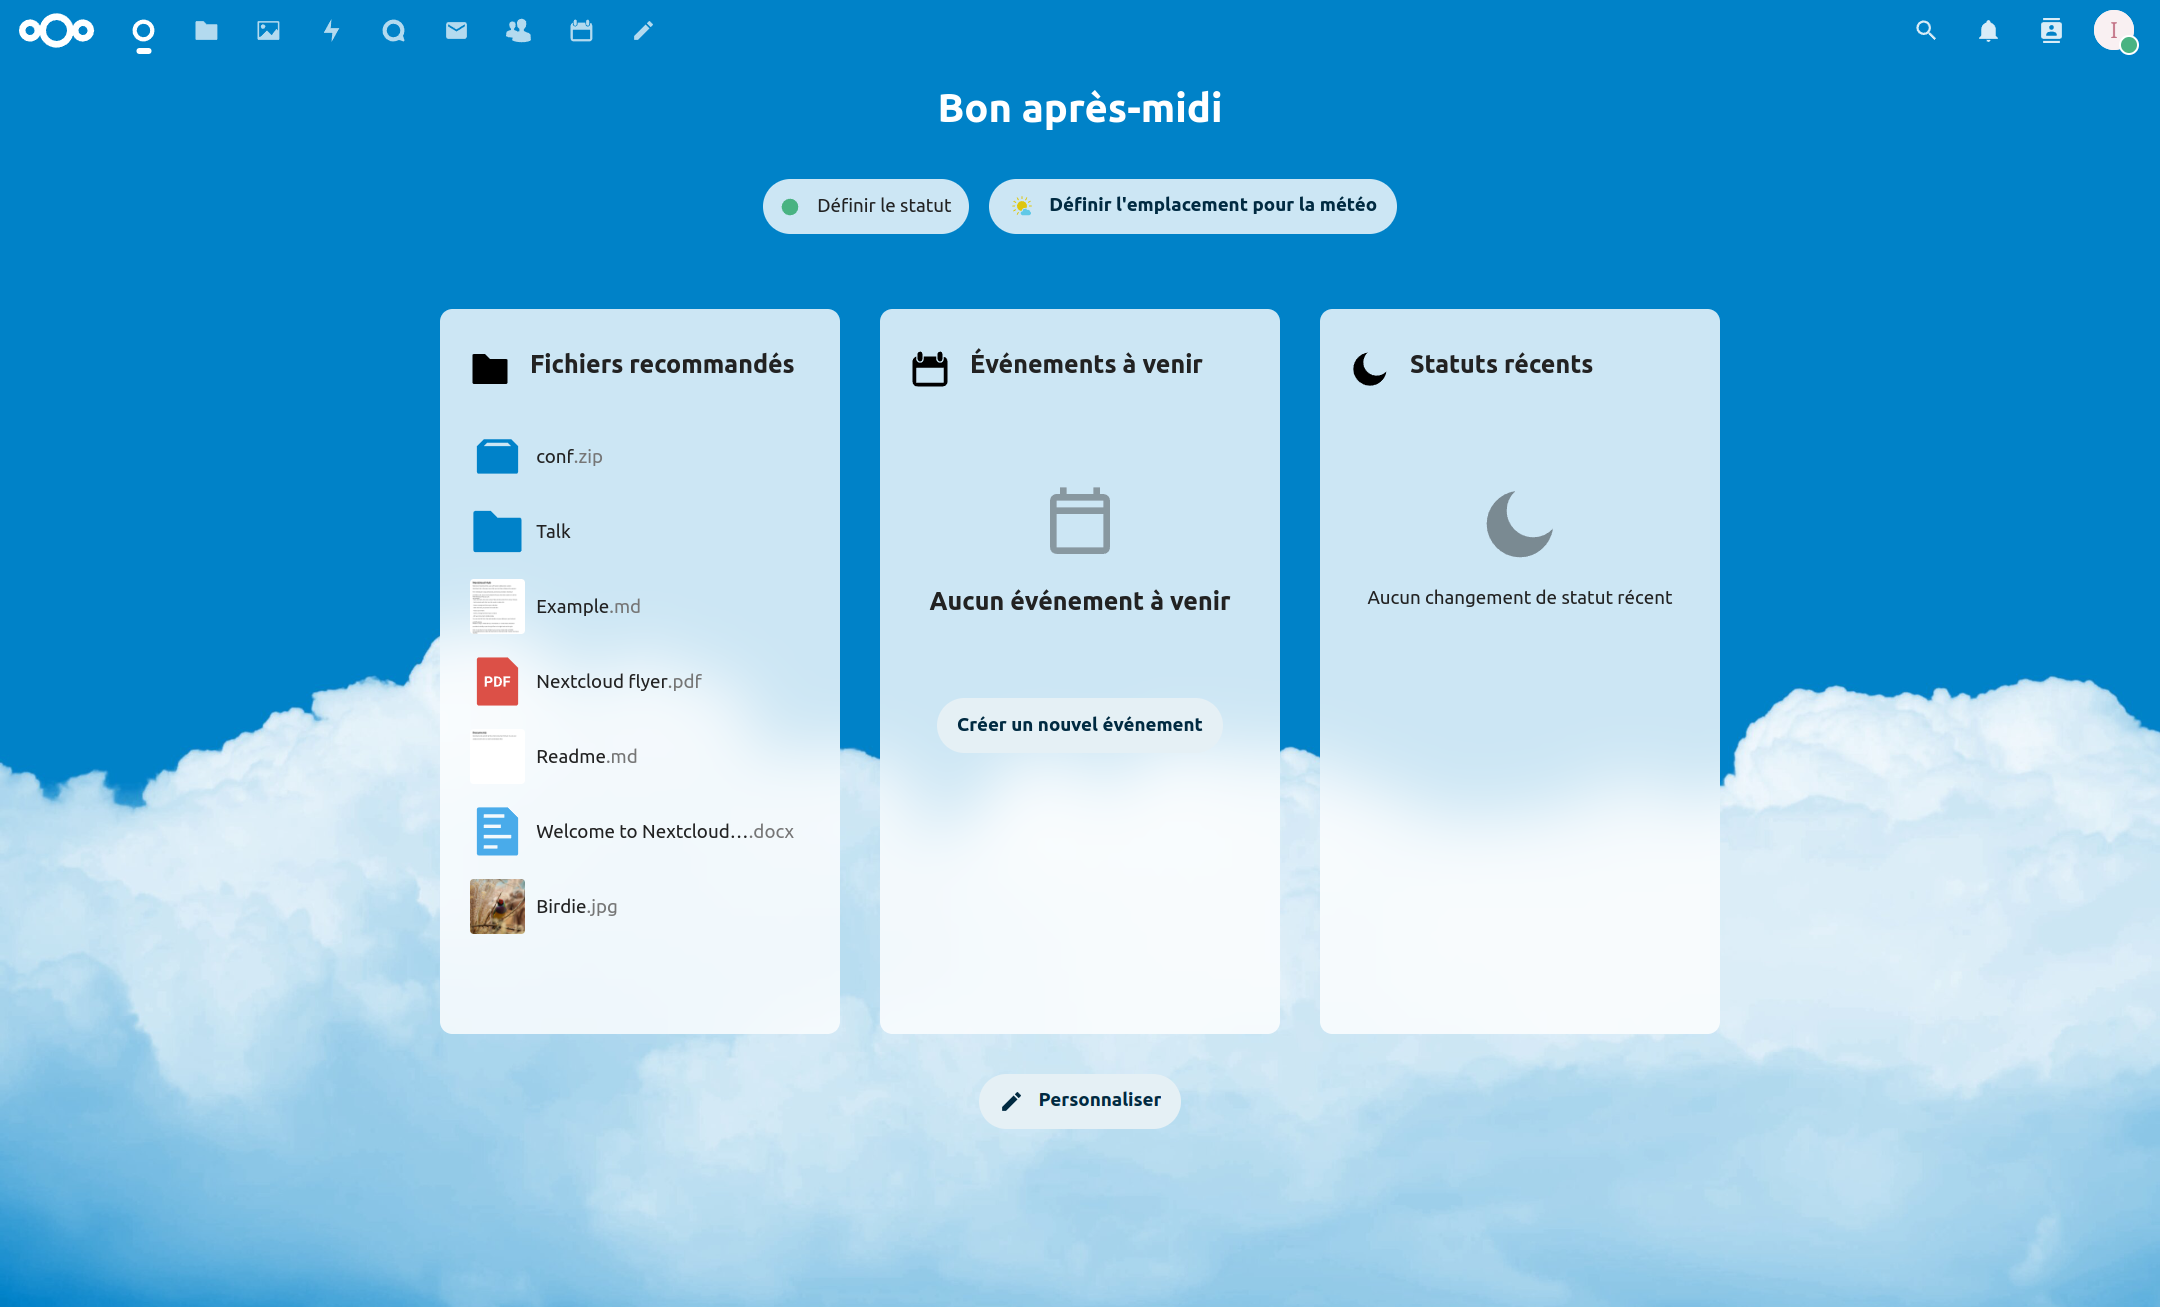 I
Bon après-midi
Définir le statut
Définir l'emplacement pour la météo
Fichiers recommandés
conf.zip
Talk
Example.md
PDF
Nextcloud flyer.pdf
Readme.md
Welcome to Nextcloud….docx
Birdie.jpg
Événements à venir
Aucun événement à venir
Créer un nouvel événement
Statuts récents
Aucun changement de statut récent
Personnaliser